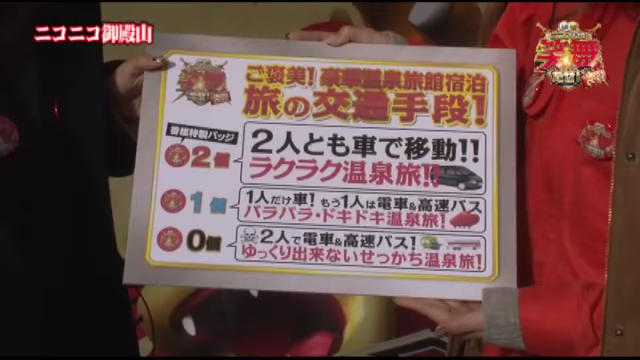 ニコニコ御殿山
ご褒美!豪華温泉旅館宿泊
旅の交通手段!
番組特製バッジ
2個
2人とも車で移動!!
ラクラク温泉旅!!
1個
1人だけ車!もう1人は電車&高速バス
バラバラ・ドキドキ温泉旅!
0個
2人で電車&高速バス!
ゆっくり出来ないせっかち温泉旅!